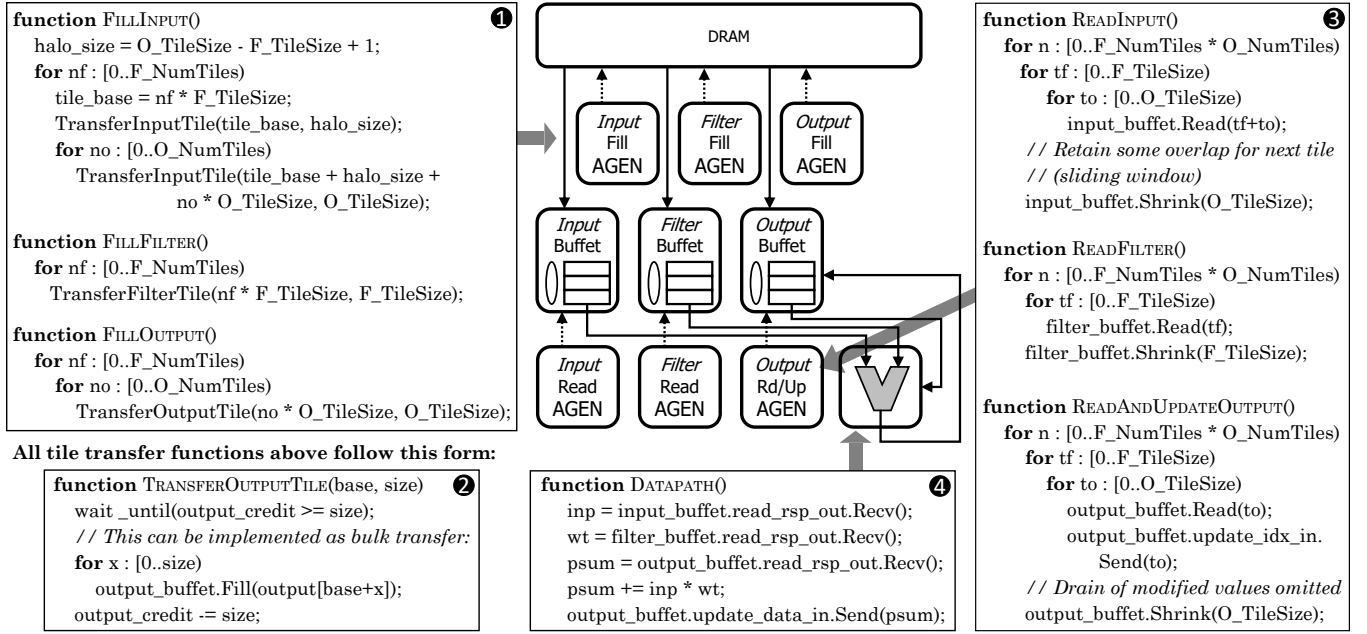 function FILLINPUT() ❶
halo_size = O_TileSize - F_TileSize + 1;
for nf : [0..F_NumTiles)
tile_base = nf * F_TileSize;
TransferInputTile(tile_base, halo_size);
for no : [0..O_NumTiles)
TransferInputTile(tile_base + halo_size +
no * O_TileSize, O_TileSize);
function FILLFILTER()
for nf : [0..F_NumTiles)
TransferFilterTile(nf * F_TileSize, F_TileSize);
function FILLOUTPUT()
for nf : [0..F_NumTiles)
for no : [0..O_NumTiles)
TransferOutputTile(no * O_TileSize, O_TileSize);
All tile transfer functions above follow this form:
function TRANSFEROUTPUTTILE(base, size) ❷
wait _until(output_credit >= size);
// This can be implemented as bulk transfer:
for x : [0..size)
output_buffet.Fill(output[base+x]);
output_credit -= size;
DRAM
Input
Fill
AGEN
Filter
Fill
AGEN
Output
Fill
AGEN
Input
Buffet
Filter
Buffet
Output
Buffet
Input
Read
AGEN
Filter
Read
AGEN
Output
Rd/Up
AGEN
function DATAPATH() ❹
inp = input_buffet.read_rsp_out.Recv();
wt = filter_buffet.read_rsp_out.Recv();
psum = output_buffet.read_rsp_out.Recv();
psum += inp * wt;
output_buffet.update_data_in.Send(psum);
function READINPUT() ❸
for n : [0..F_NumTiles * O_NumTiles)
for tf : [0..F_TileSize)
for to : [0..O_TileSize)
input_buffet.Read(tf+to);
// Retain some overlap for next tile
// (sliding window)
input_buffet.Shrink(O_TileSize);
function READFILTER()
for n : [0..F_NumTiles * O_NumTiles)
for tf : [0..F_TileSize)
filter_buffet.Read(tf);
filter_buffet.Shrink(F_TileSize);
function READANDUPDATEOUTPUT()
for n : [0..F_NumTiles * O_NumTiles)
for tf : [0..F_TileSize)
for to : [0..O_TileSize)
output_buffet.Read(to);
output_buffet.update_idx_in.
Send(to);
// Drain of modified values omitted
output_buffet.Shrink(O_TileSize);